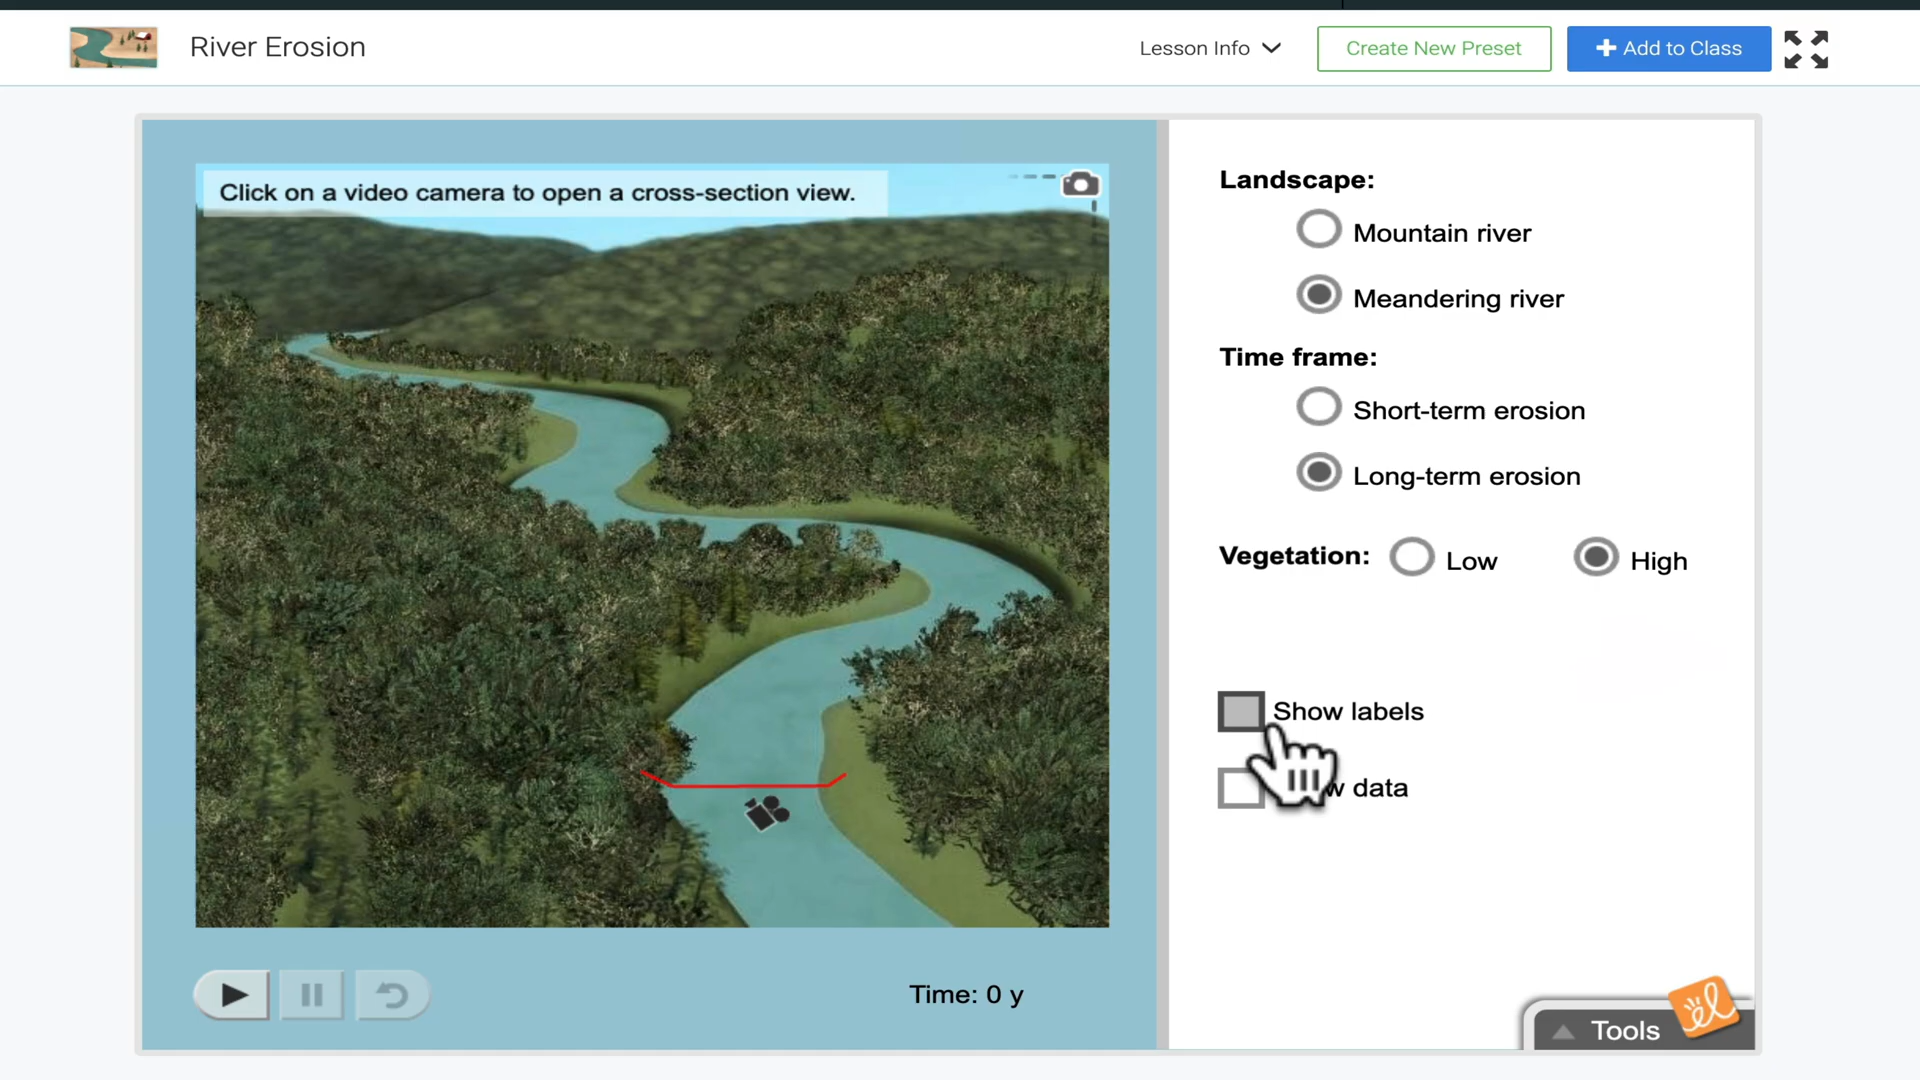 River Erosion
Lesson Info
Create New Preset
+ Add to Class
Click on a video camera to open a cross-section view.
Landscape:
Mountain river
Meandering river
Time frame:
Short-term erosion
Long-term erosion
Vegetation:
Low
High
Show labels
w data
Time: 0 y
Tools
el